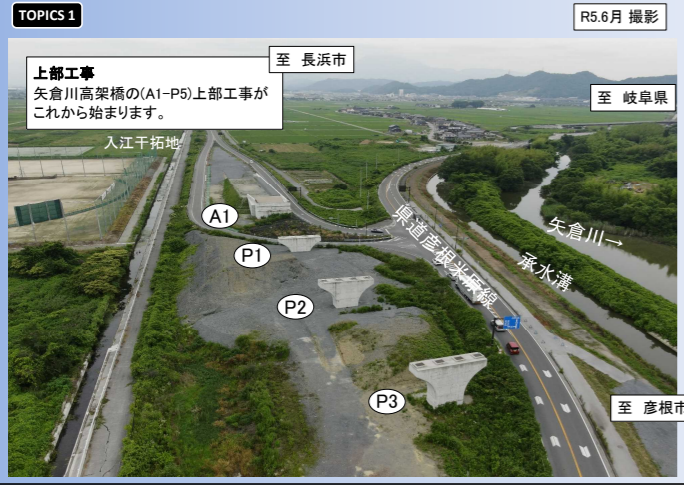 TOPICS 1
R5.6月 撮影
上部工事
矢倉川高架橋の(A1-P5)上部工事が
これから始まります。
至 長浜市
至 岐阜県
入江干拓地
A1
P1
P2
P3
県道彦根米原線
矢倉川→
承水溝
至 彦根市